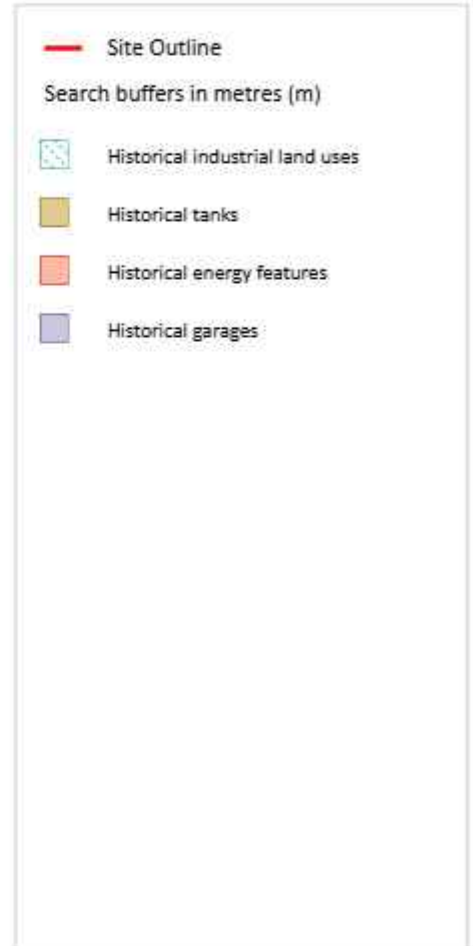 Site Outline
Search buffers in metres (m)
Historical industrial land uses
Historical tanks
Historical energy features
Historical garages